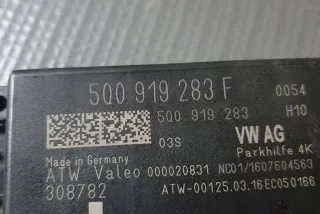 5Q0 919 283 F 0054
5Q0 919 283 H10
03S VW AG
Parkhilfe 4K
Made in Germany
ATW Valeo 000020831 NC01/1607604563
308782 ATW-00125.03.16EC050166